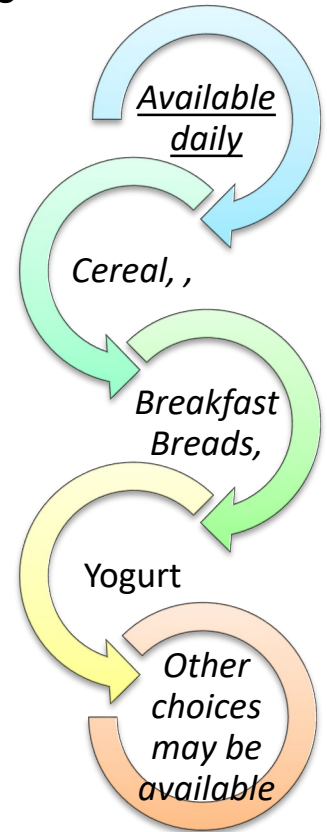 Available
daily
Cereal, ,
Breakfast
Breads,
Yogurt
Other
choices
may be
available